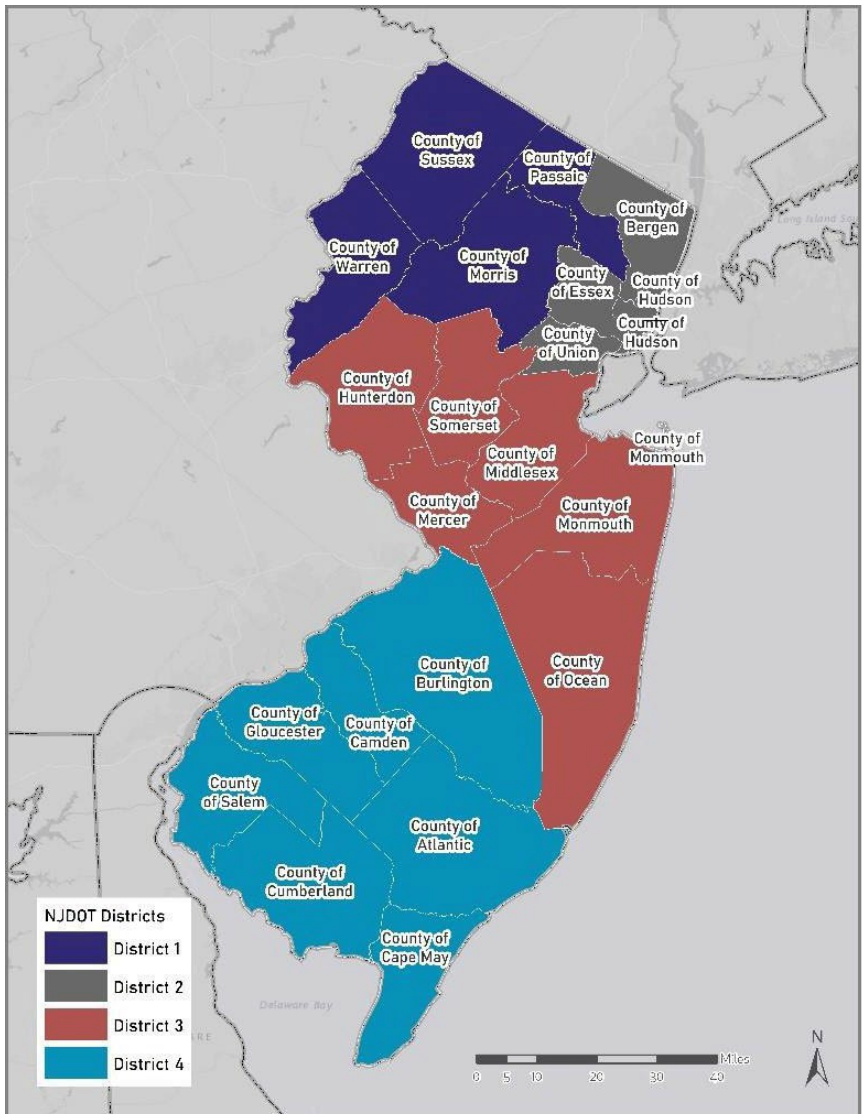 County of
Sussex
County of
Passaic
County of
Bergen
Long Island Sou
County of
Warren
County of
Morris
County
of Essex
County of
Hudson
County of
Hudson
County
of Union
County of
Hunterdon
County of
Somerset
County of
Monmouth
County of
Middlesex
County of
Mercer
County of
Monmouth
County of
Burlington
County
of Ocean
County of
Gloucester
County of
Camden
County
of Salem
County of
Atlantic
County of
Cumberland
County of
Cape May
NJDOT Districts
District 1
District 2
District 3
District 4
Delaware Bay
ARE
N
Miles
0 5 10 20 30 40